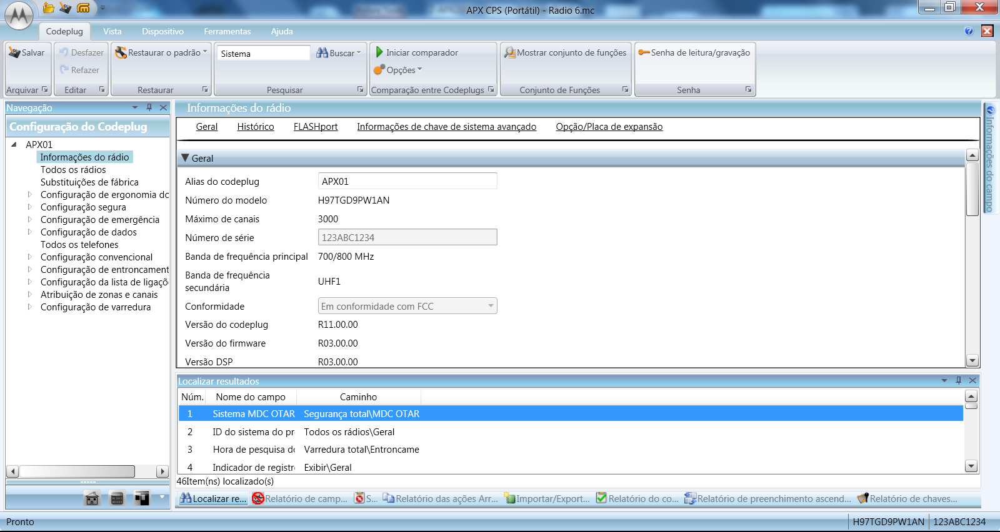 APX CPS (Portátil) - Radio 6.mc
Codeplug Vista Dispositivo Ferramentas Ajuda
Salvar Desfazer Restaurar o padrão Sistema Buscar Iniciar comparador Mostrar conjunto de funções Senha de leitura/gravação
Refazer Opções
Arquivar Editar Restaurar Pesquisar Comparação entre Codeplugs Conjunto de Funções Senha
Navegação
Configuração do Codeplug
APX01
Informações do rádio
Todos os rádios
Substituições de fábrica
Configuração de ergonomia do
Configuração segura
Configuração de emergência
Configuração de dados
Todos os telefones
Configuração convencional
Configuração de entroncament
Configuração da lista de ligaçõ
Atribuição de zonas e canais
Configuração de varredura
Informações do rádio
Geral Histórico FLASHport Informações de chave de sistema avançado Opção/Placa de expansão
Geral
Alias do codeplug APX01
Número do modelo H97TGD9PW1AN
Máximo de canais 3000
Número de série 123ABC1234
Banda de frequência principal 700/800 MHz
Banda de frequência
secundária UHF1
Conformidade Em conformidade com FCC
Versão do codeplug R11.00.00
Versão do firmware R03.00.00
Versão DSP R03.00.00
Informações do campo
Localizar resultados
Núm. Nome do campo Caminho
1 Sistema MDC OTAR Segurança total\MDC OTAR
2 ID do sistema do pr Todos os rádios\Geral
3 Hora de pesquisa do Varredura total\Entroncame
4 Indicador de registr Exibir\Geral
46Item(ns) localizado(s)
Localizar re... Relatório de camp... S... Relatório das ações Arr... Importar/Export... Relatório do co... Relatório de preenchimento ascend... Relatório de chaves...
Pronto H97TGD9PW1AN 123ABC1234